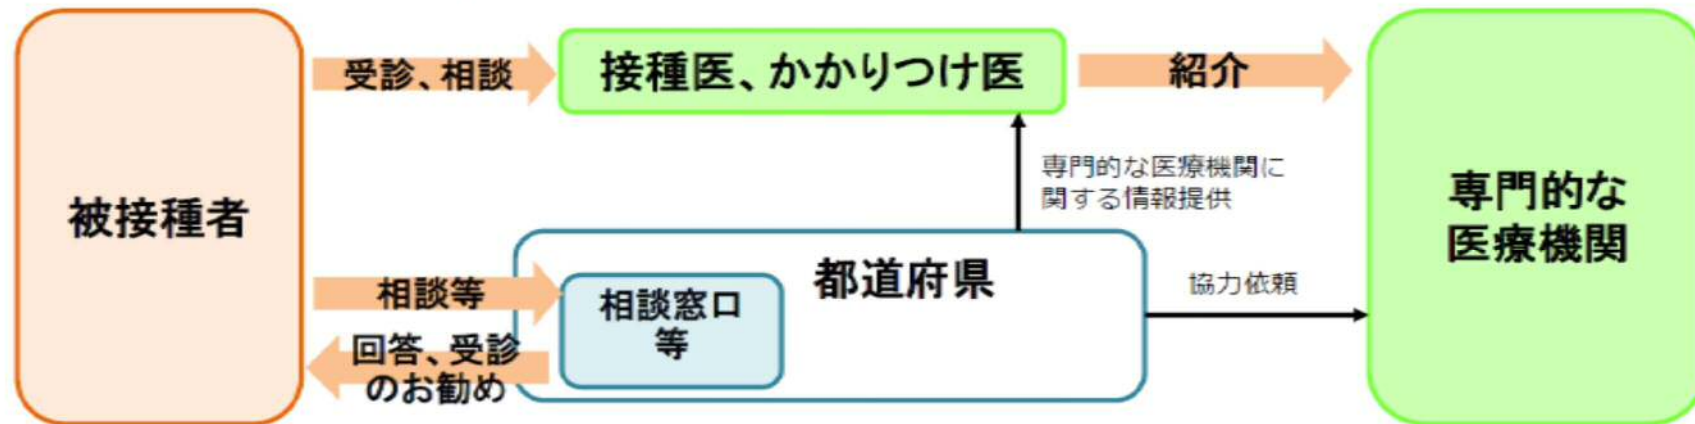 受診、相談
接種医、かかりつけ医
紹介
専門的な医療機関に
関する情報提供
被接種者
専門的な
医療機関
都道府県
相談等
相談窓口
等
協力依頼
回答、受診
のお勧め